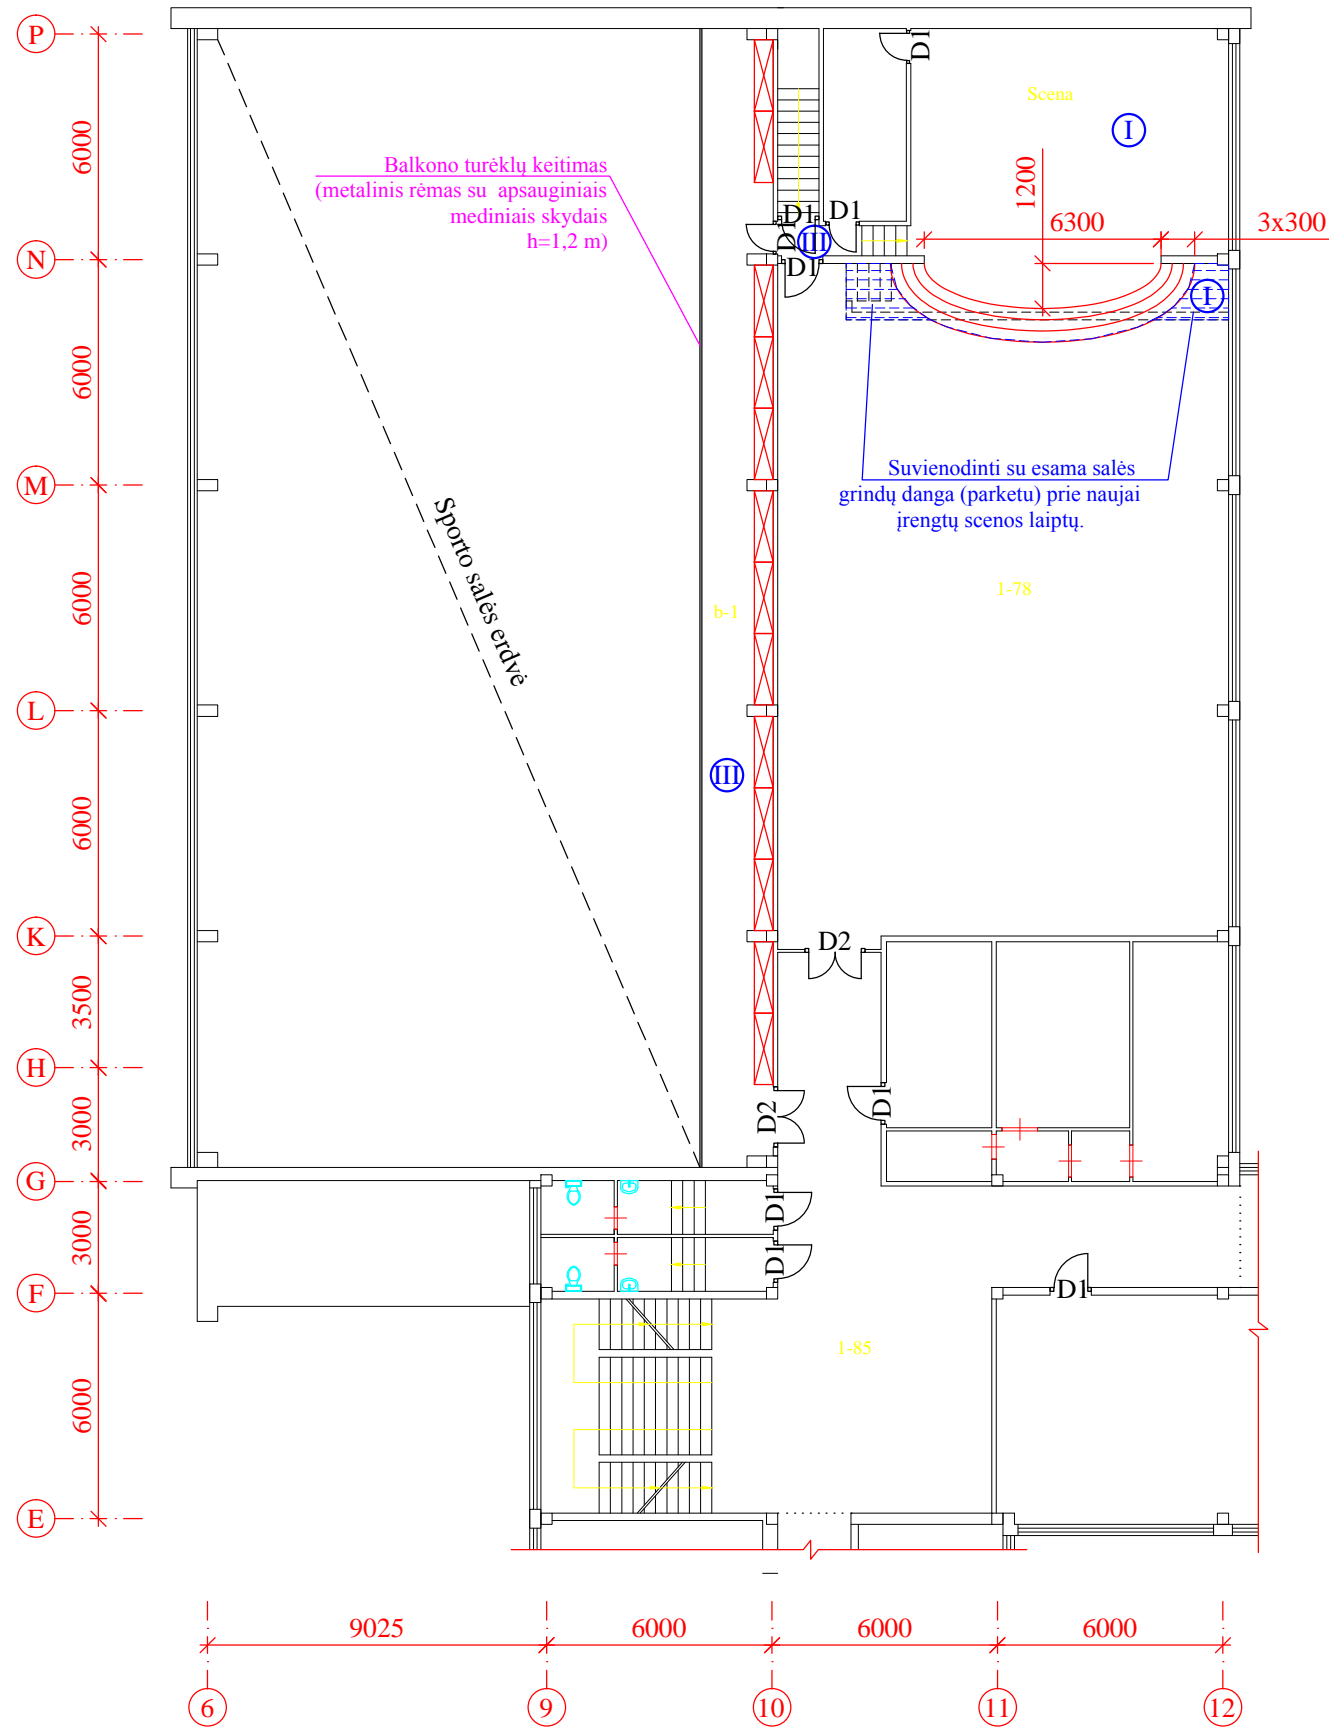 P
N
M
L
K
H
G
F
E
6000
6000
6000
6000
3500
3000
3000
6000
Balkono turėklų keitimas
(metalinis rėmas su apsauginiais
mediniais skydais
h=1,2 m)
Sporto salės erdvė
Scena
I
1200
6300
3x300
D1
D1
D1
D1
D1
III
I
Suvienodinti su esama salės
grindų danga (parketu) prie naujai
įrengtų scenos laiptų.
1-78
b-1
III
D2
D2
D1
D1
D1
D1
1-85
9025
6000
6000
6000
6
9
10
11
12